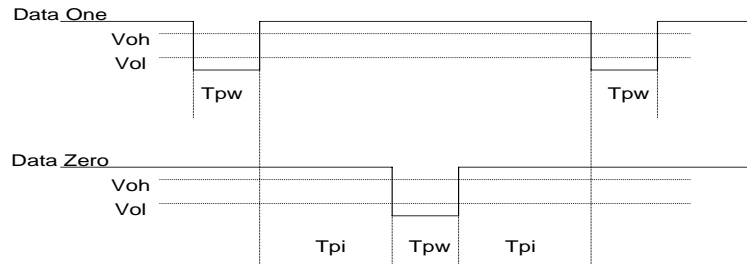 Data One
Voh
Vol
Tpw Tpw
Data Zero
Voh
Vol
Tpi Tpw Tpi